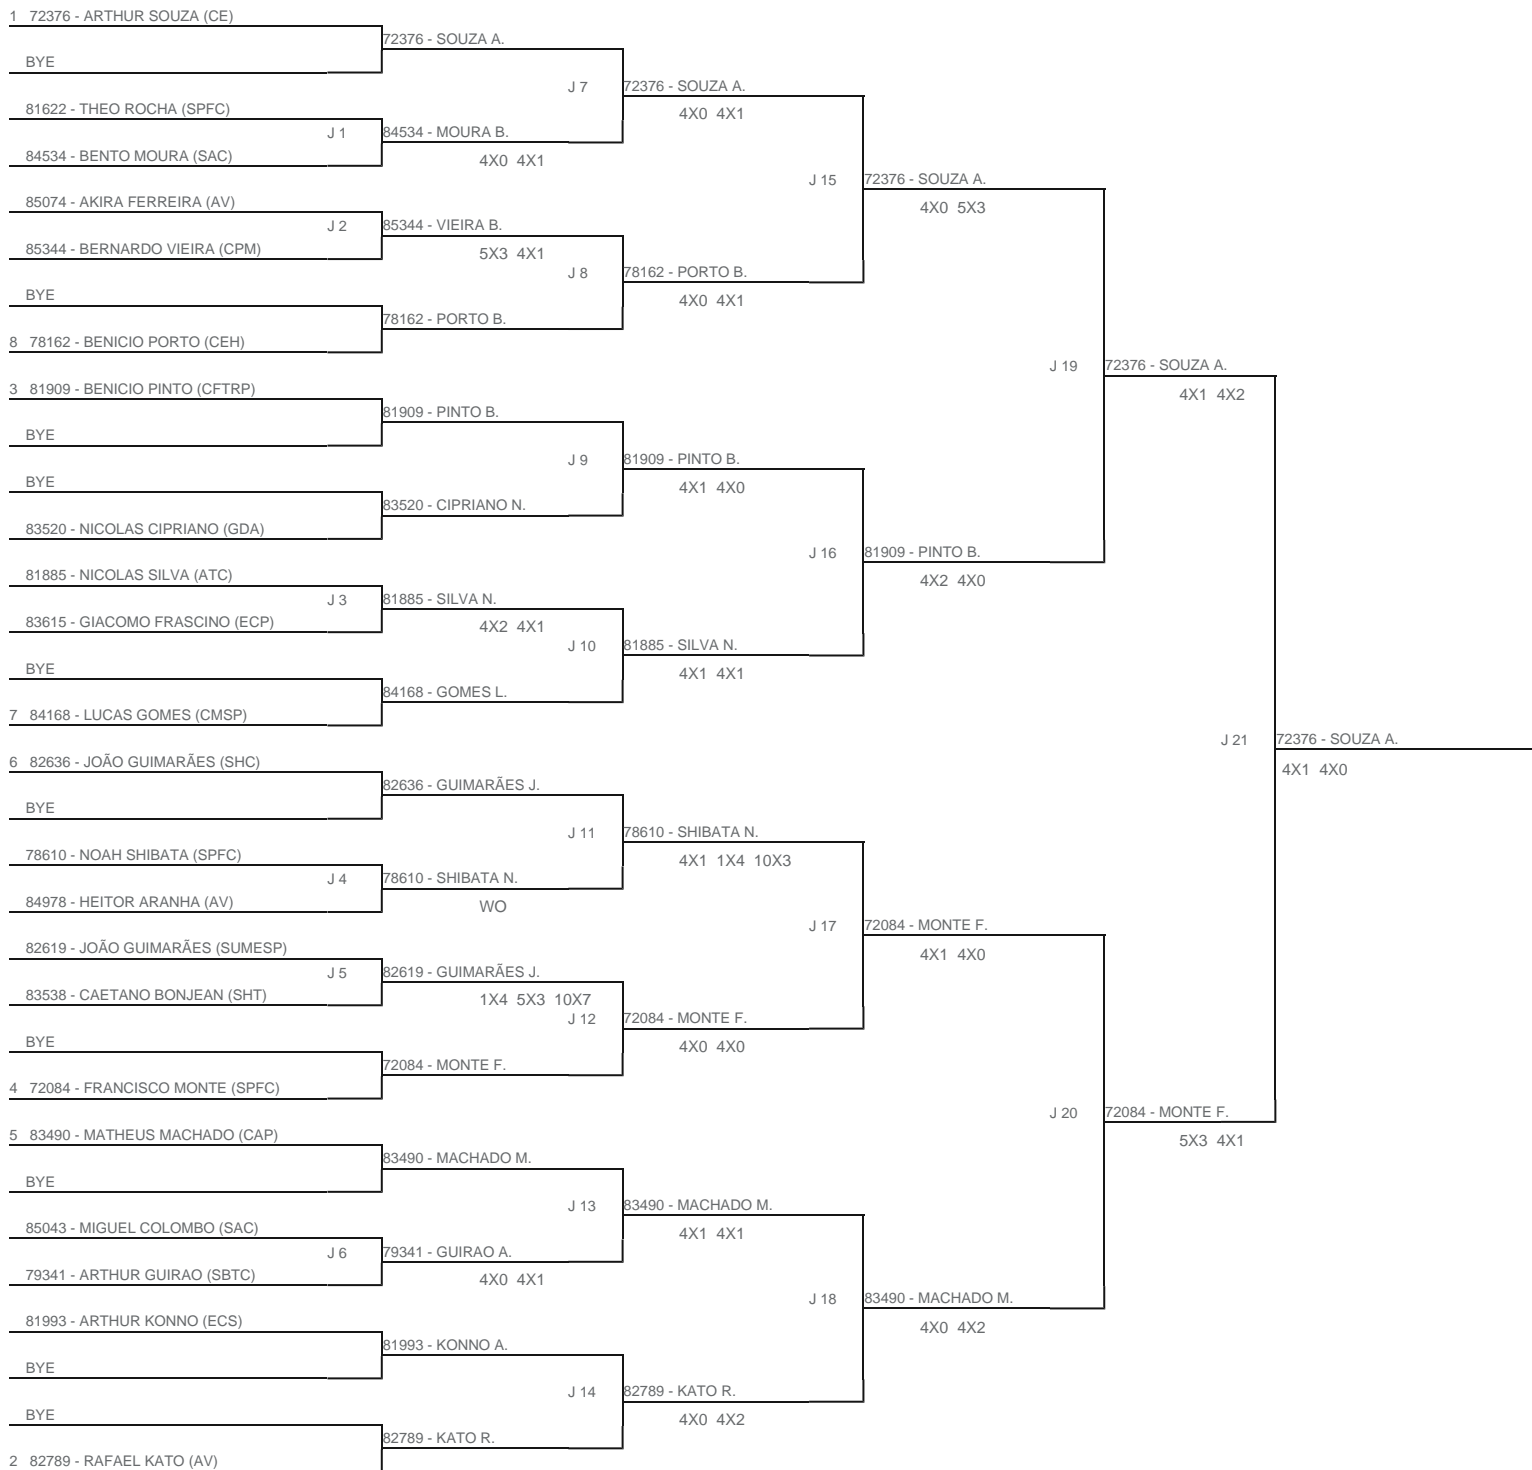 1 72376 - ARTHUR SOUZA (CE)
72376 - SOUZA A.
BYE
J 7
72376 - SOUZA A.
4X0 4X1
81622 - THEO ROCHA (SPFC)
J 1
84534 - MOURA B.
84534 - BENTO MOURA (SAC)
4X0 4X1
J 15
72376 - SOUZA A.
4X0 5X3
85074 - AKIRA FERREIRA (AV)
J 2
85344 - VIEIRA B.
85344 - BERNARDO VIEIRA (CPM)
5X3 4X1
J 8
78162 - PORTO B.
4X0 4X1
BYE
78162 - PORTO B.
8 78162 - BENICIO PORTO (CEH)
J 19
72376 - SOUZA A.
4X1 4X2
3 81909 - BENICIO PINTO (CFTRP)
81909 - PINTO B.
BYE
J 9
81909 - PINTO B.
4X1 4X0
BYE
83520 - CIPRIANO N.
83520 - NICOLAS CIPRIANO (GDA)
J 16
81909 - PINTO B.
4X2 4X0
81885 - NICOLAS SILVA (ATC)
J 3
81885 - SILVA N.
83615 - GIACOMO FRASCINO (ECP)
4X2 4X1
J 10
81885 - SILVA N.
4X1 4X1
BYE
84168 - GOMES L.
7 84168 - LUCAS GOMES (CMSP)
J 21
72376 - SOUZA A.
4X1 4X0
6 82636 - JOÃO GUIMARÃES (SHC)
82636 - GUIMARÃES J.
BYE
J 11
78610 - SHIBATA N.
4X1 1X4 10X3
78610 - NOAH SHIBATA (SPFC)
J 4
78610 - SHIBATA N.
84978 - HEITOR ARANHA (AV)
WO
J 17
72084 - MONTE F.
4X1 4X0
82619 - JOÃO GUIMARÃES (SUMESP)
J 5
82619 - GUIMARÃES J.
83538 - CAETANO BONJEAN (SHT)
1X4 5X3 10X7
J 12
72084 - MONTE F.
4X0 4X0
BYE
72084 - MONTE F.
4 72084 - FRANCISCO MONTE (SPFC)
J 20
72084 - MONTE F.
5X3 4X1
5 83490 - MATHEUS MACHADO (CAP)
83490 - MACHADO M.
BYE
J 13
83490 - MACHADO M.
4X1 4X1
85043 - MIGUEL COLOMBO (SAC)
J 6
79341 - GUIRAO A.
79341 - ARTHUR GUIRAO (SBTC)
4X0 4X1
J 18
83490 - MACHADO M.
4X0 4X2
81993 - ARTHUR KONNO (ECS)
81993 - KONNO A.
BYE
J 14
82789 - KATO R.
4X0 4X2
BYE
82789 - KATO R.
2 82789 - RAFAEL KATO (AV)